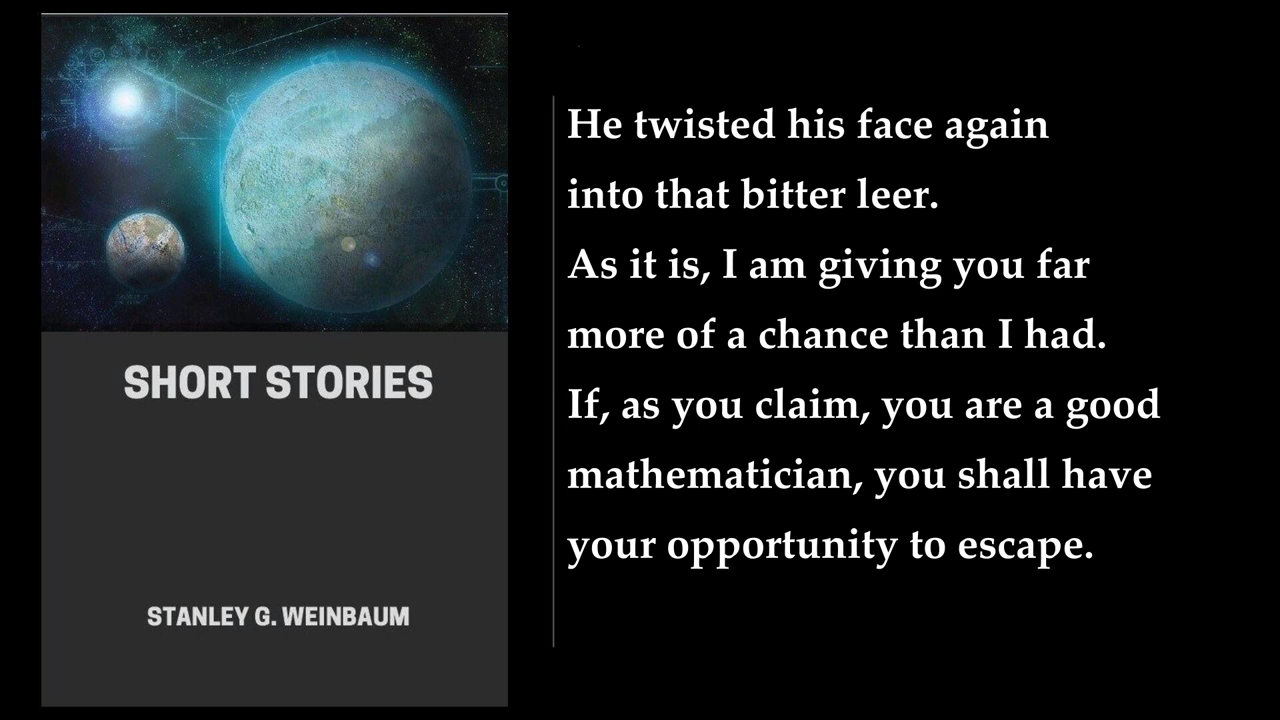 SHORT STORIES
STANLEY G. WEINBAUM
He twisted his face again
into that bitter leer.
As it is, I am giving you far
more of a chance than I had.
If, as you claim, you are a good
mathematician, you shall have
your opportunity to escape.